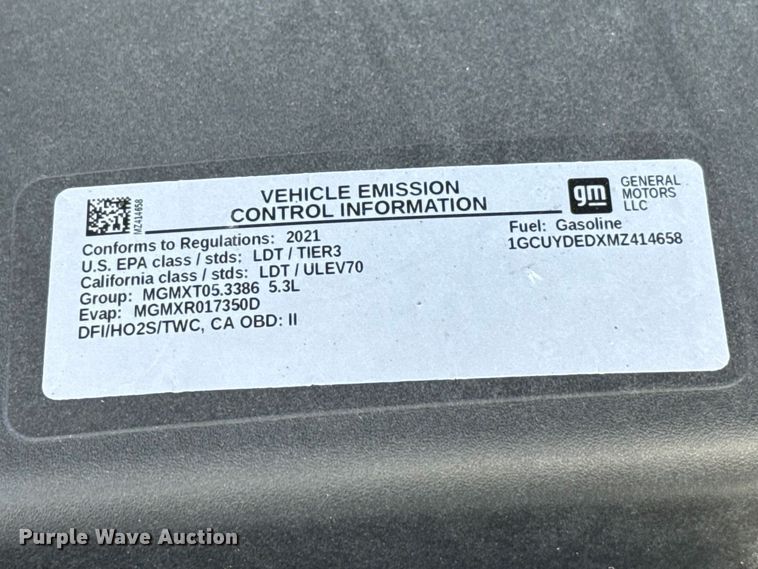 MZ414658
VEHICLE EMISSION
CONTROL INFORMATION
gm
GENERAL
MOTORS
LLC
Conforms to Regulations: 2021
U.S. EPA class / stds: LDT / TIER3
California class / stds: LDT / ULEV70
Group: MGMXT05.3386 5.3L
Evap: MGMXR017350D
DFI/HO2S/TWC, CA OBD: II
Fuel: Gasoline
1GCUYDEDXMZ414658
Purple Wave Auction